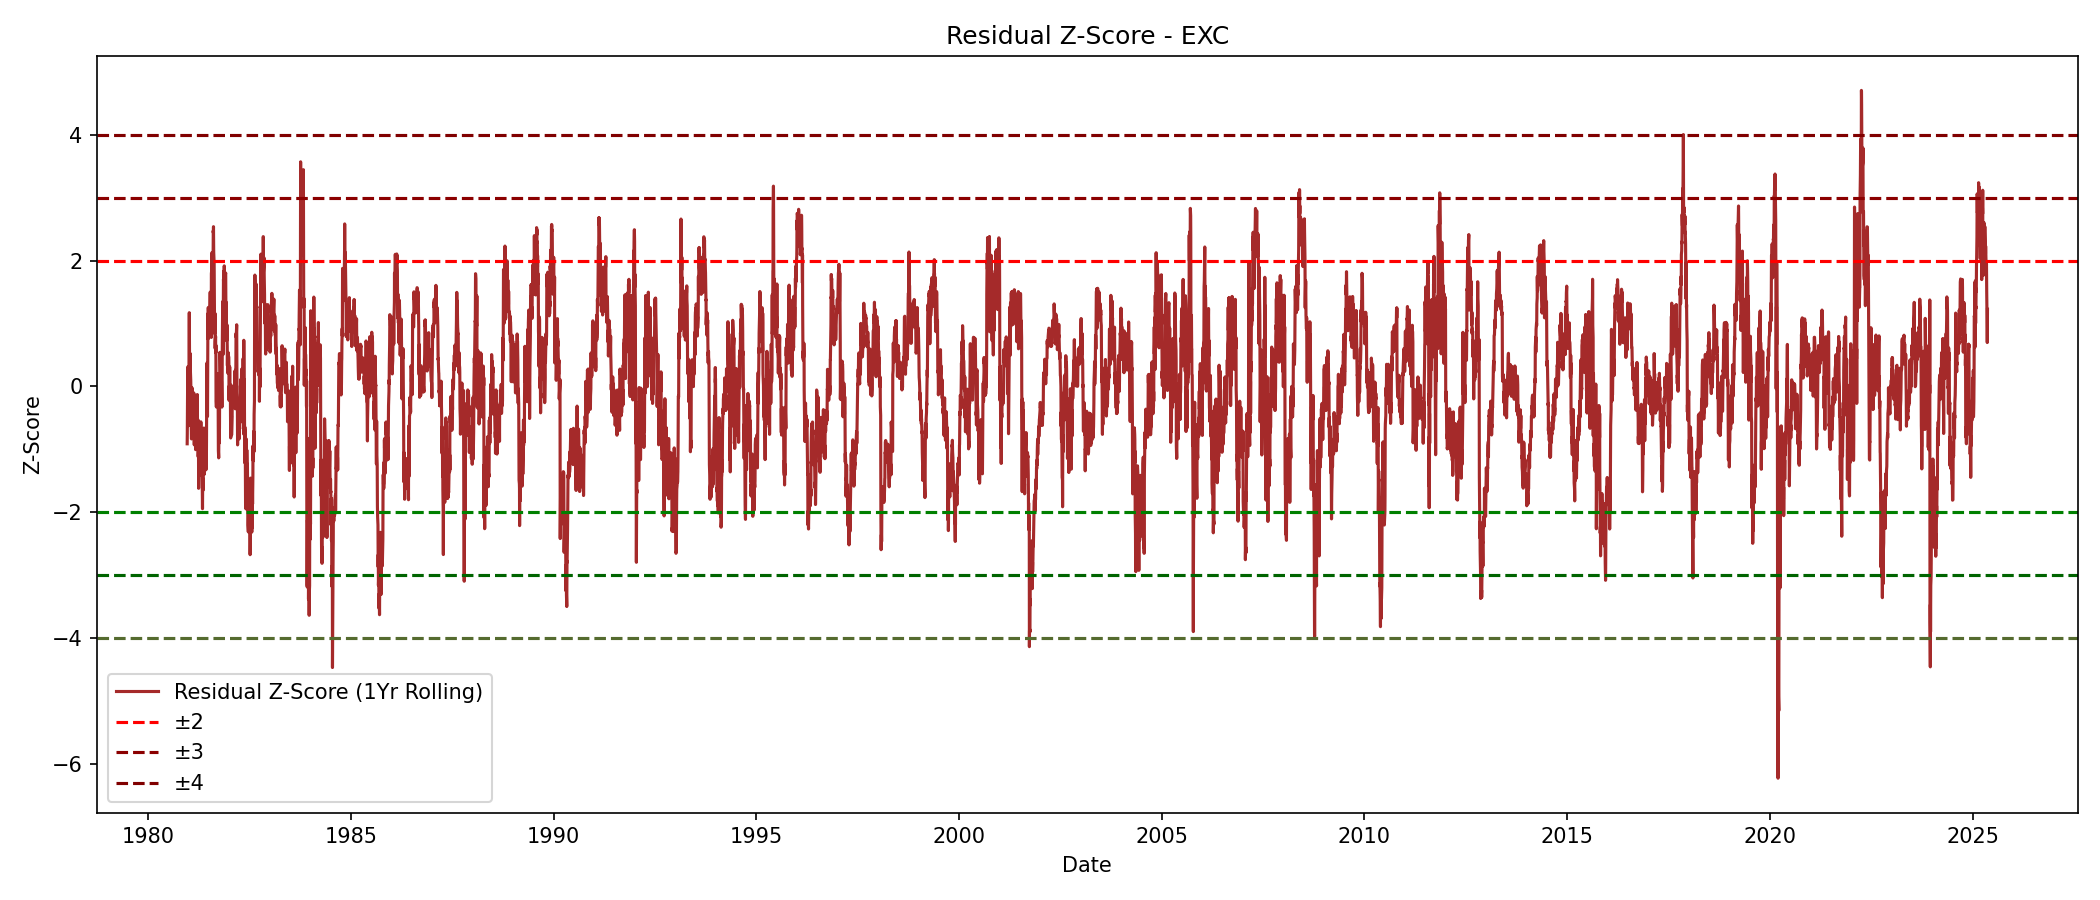 Residual Z-Score - EXC
Z-Score
4
2
0
−2
−4
−6
Residual Z-Score (1Yr Rolling)
±2
±3
±4
1980 1985 1990 1995 2000 2005 2010 2015 2020 2025
Date